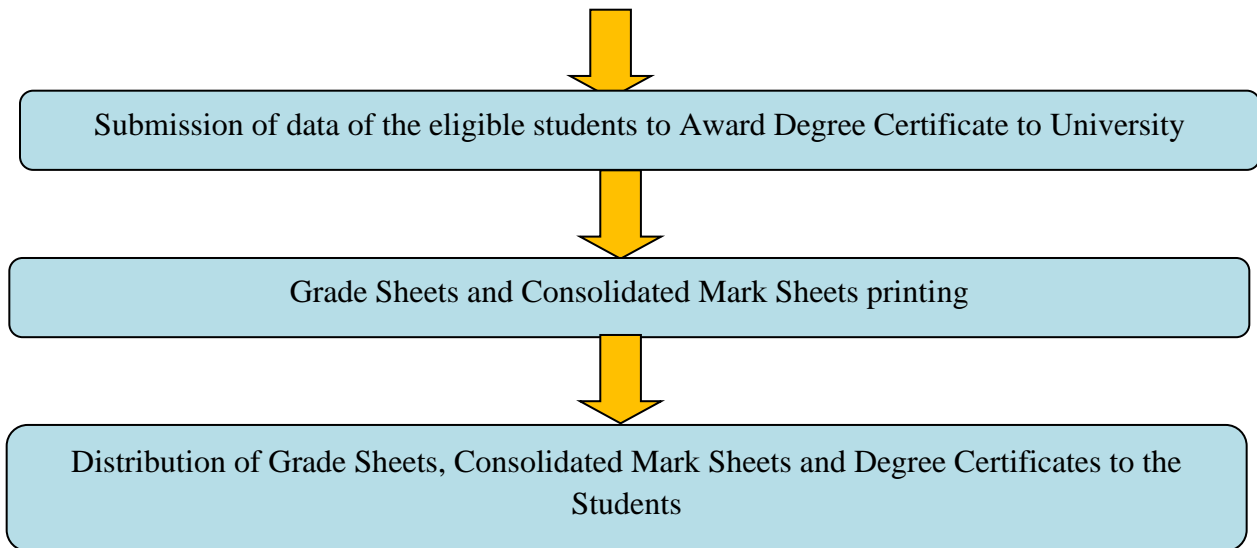 Submission of data of the eligible students to Award Degree Certificate to University
Grade Sheets and Consolidated Mark Sheets printing
Distribution of Grade Sheets, Consolidated Mark Sheets and Degree Certificates to the
Students